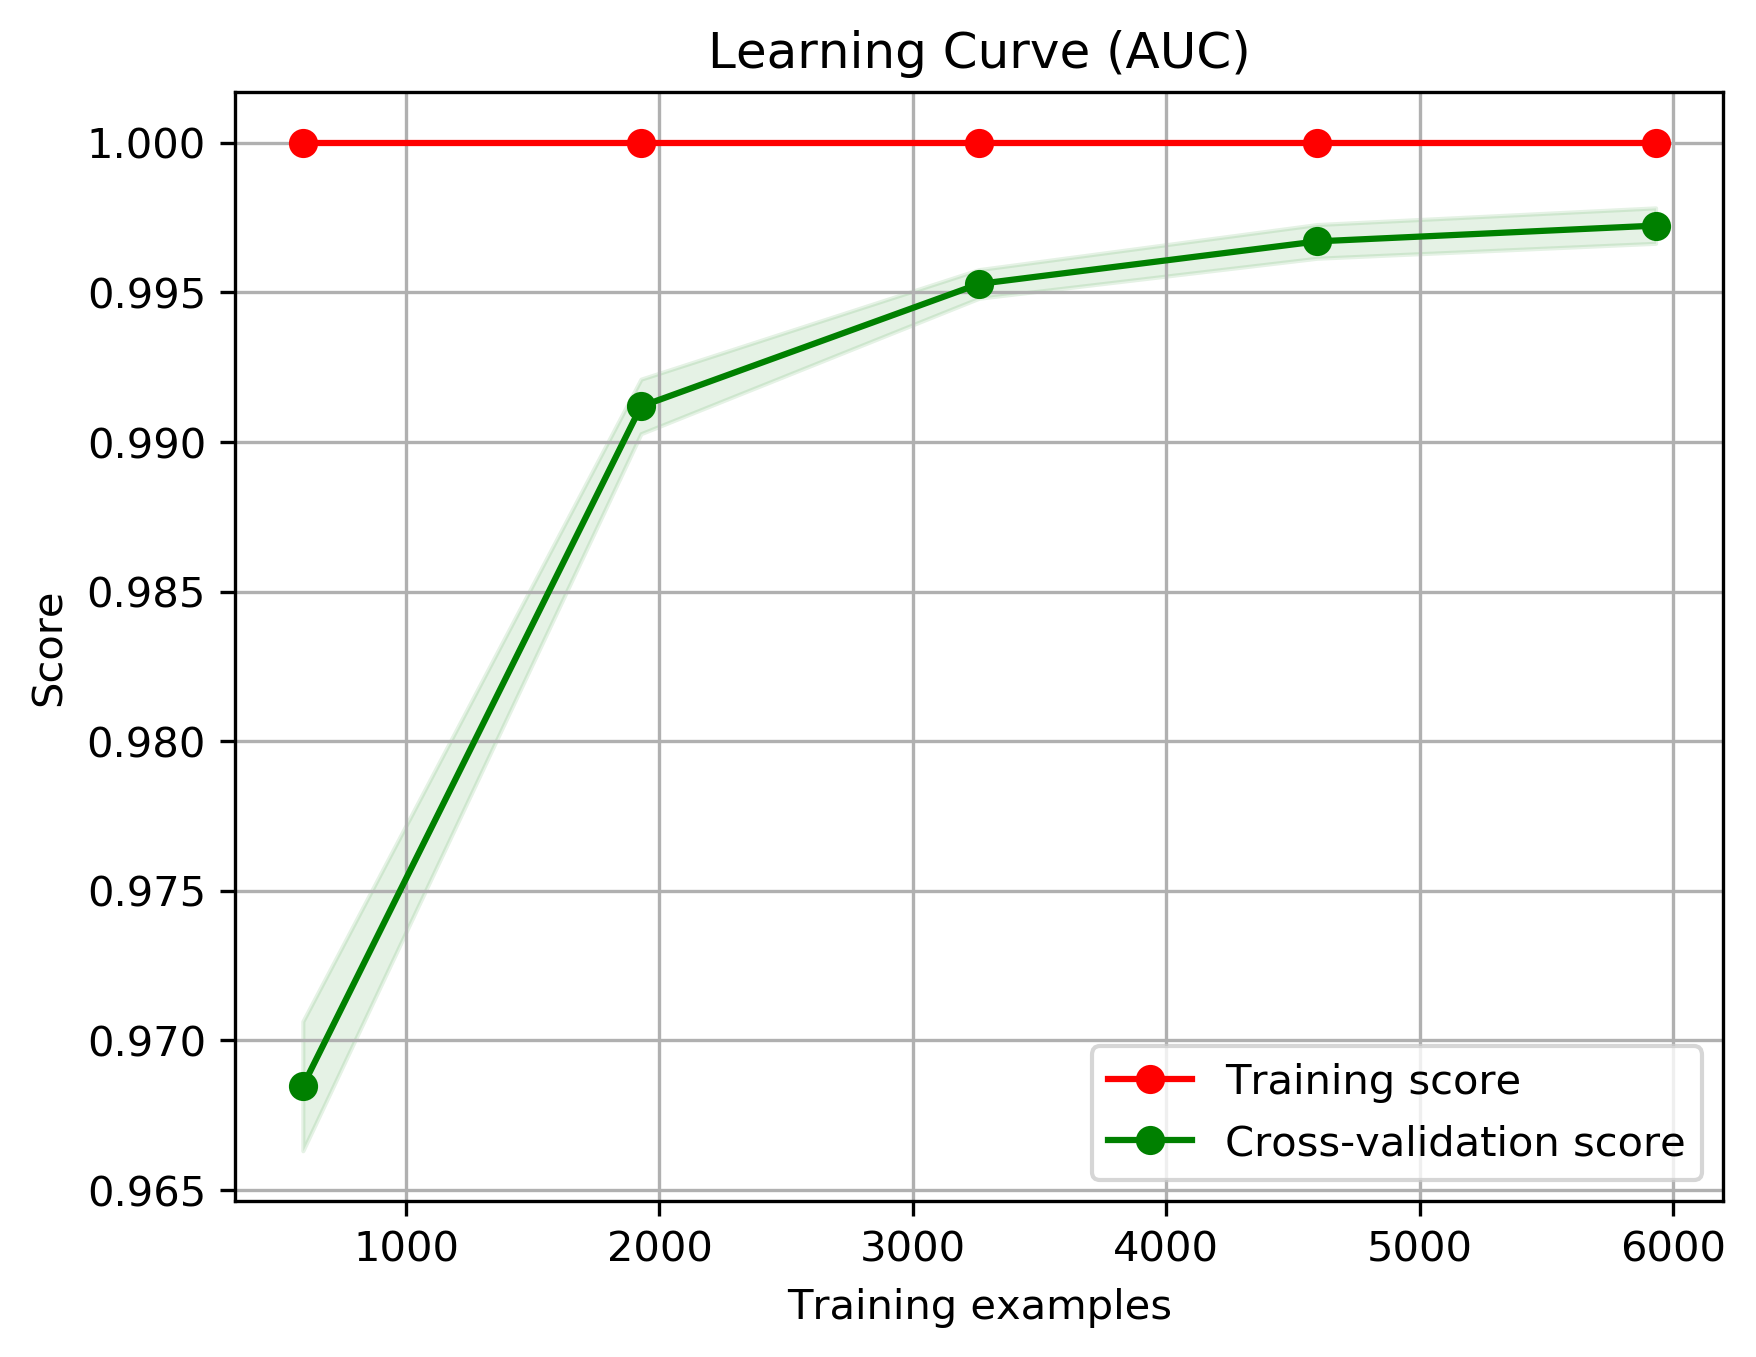 Learning Curve (AUC)
1.000
0.995
0.990
0.985
0.980
0.975
0.970
0.965
Score
Training score
Cross-validation score
1000 2000 3000 4000 5000 6000
Training examples